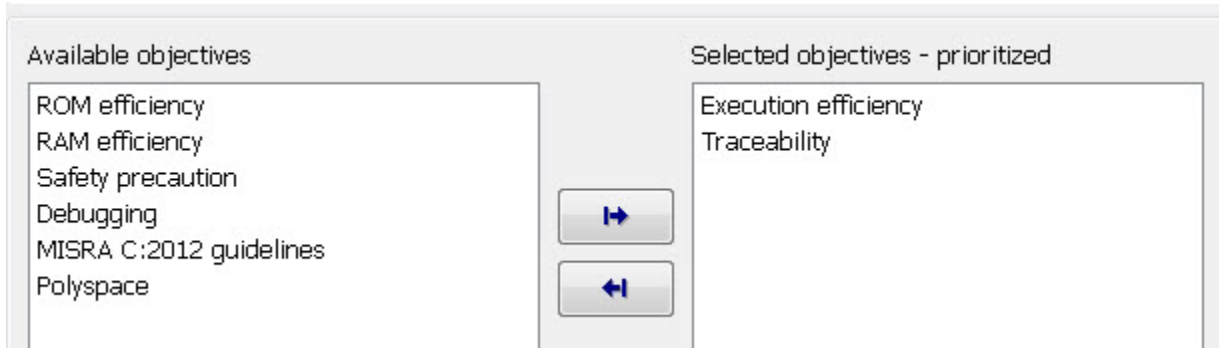 Available objectives
ROM efficiency
RAM efficiency
Safety precaution
Debugging
MISRA C:2012 guidelines
Polyspace
Selected objectives - prioritized
Execution efficiency
Traceability